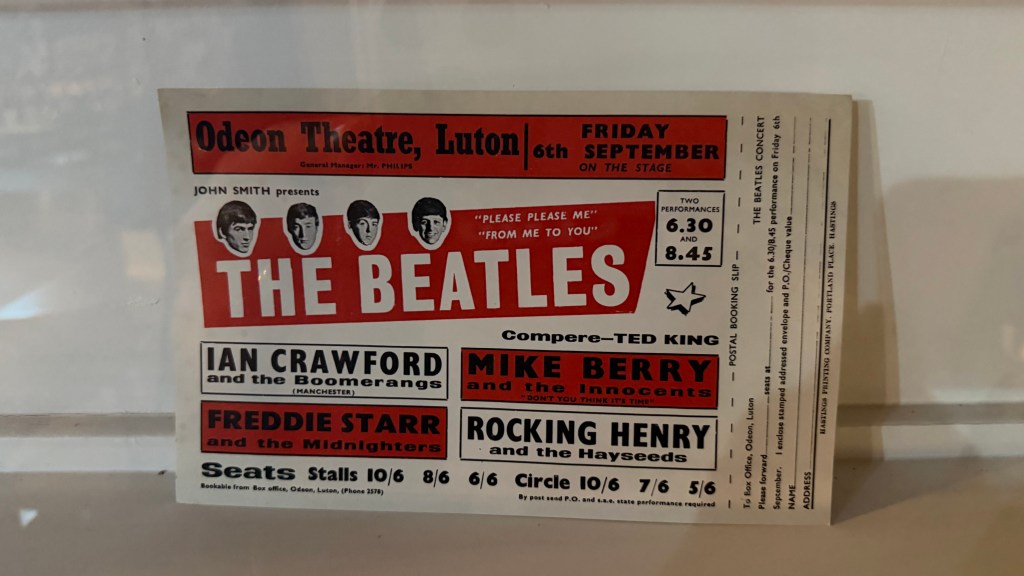 Odeon Theatre, Luton
General Manager: Mr. PHILIPS
FRIDAY
6th SEPTEMBER
ON THE STAGE
JOHN SMITH presents
"PLEASE PLEASE ME"
"FROM ME TO YOU"
THE BEATLES
TWO
PERFORMANCES
6.30
AND
8.45
Compere—TED KING
IAN CRAWFORD
and the Boomerangs
(MANCHESTER)
MIKE BERRY
and the Innocents
"DON'T YOU THINK IT'S TIME"
FREDDIE STARR
and the Midnighters
ROCKING HENRY
and the Hayseeds
Seats Stalls 10/6 8/6 6/6 Circle 10/6 7/6 5/6
Bookable from Box office, Odeon, Luton, (Phone 2578)
By post send P.O. and s.a.e. state performance required
POSTAL BOOKING SLIP
To Box Office, Odeon, Luton THE BEATLES CONCERT
Please forward seats at for the 6.30/8.45 performance on Friday 6th
September. I enclose stamped addressed envelope and P.O./Cheque value
NAME
ADDRESS
HASTINGS PRINTING COMPANY, PORTLAND PLACE, HASTINGS